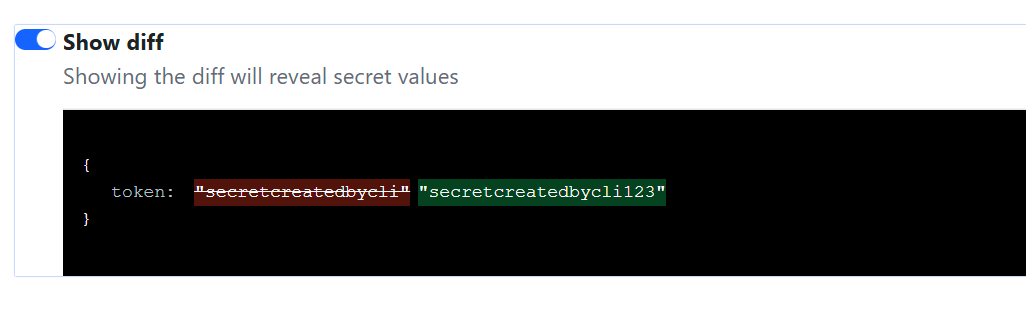 Show diff
Showing the diff will reveal secret values
{
token: "secretcreatedbycli" "secretcreatedbycli123"
}